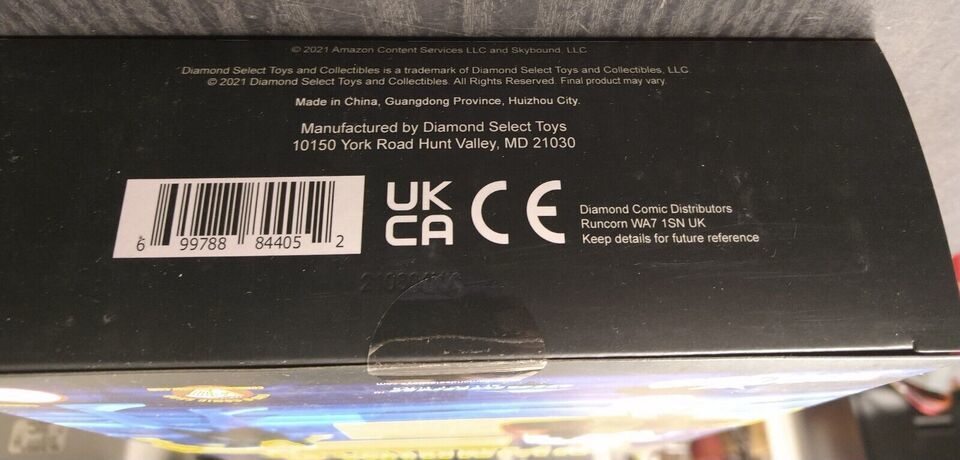 © 2021 Amazon Content Services LLC and Skybound, LLC
Diamond Select Toys and Collectibles is a trademark of Diamond Select Toys and Collectibles, LLC.
© 2021 Diamond Select Toys and Collectibles. All Rights Reserved. Final product may vary.
Made in China, Guangdong Province, Huizhou City.
Manufactured by Diamond Select Toys
10150 York Road Hunt Valley, MD 21030
6 99788 84405 2
UK
CA
CE
Diamond Comic Distributors
Runcorn WA7 1SN UK
Keep details for future reference